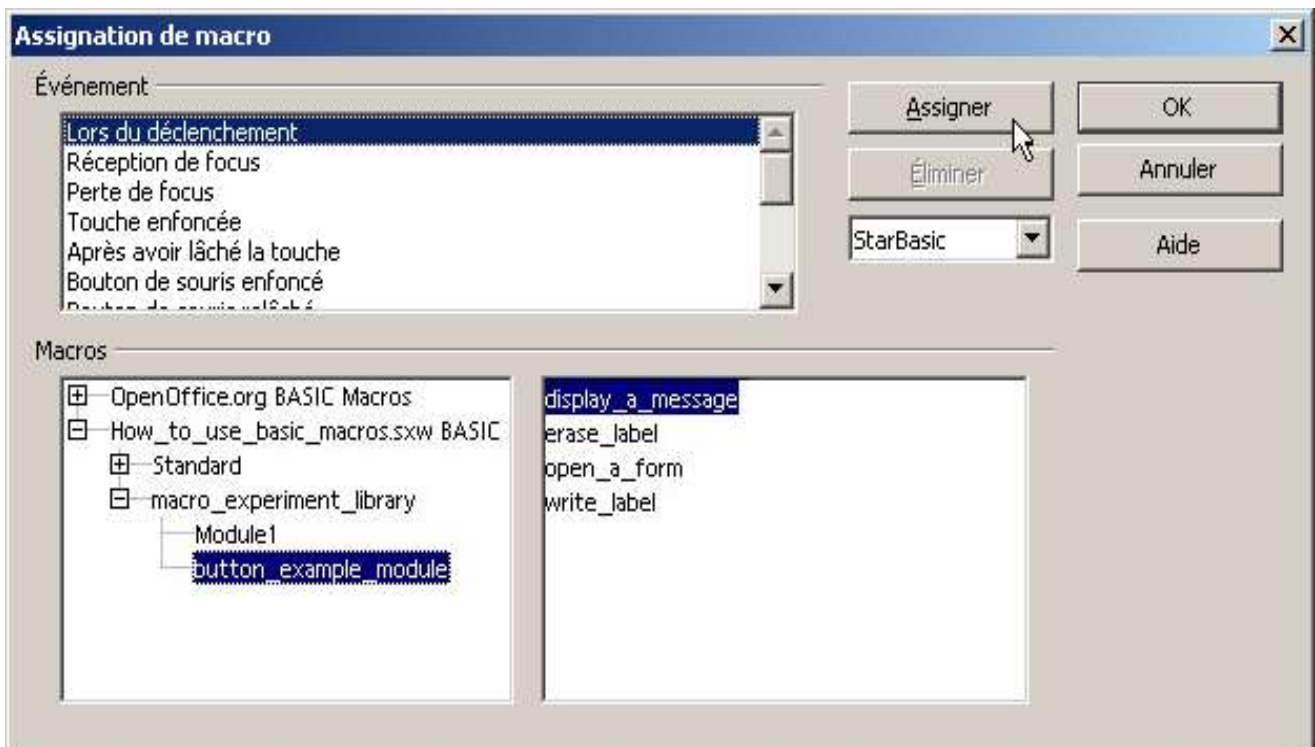 Assignation de macro
Événement
Lors du déclenchement
Réception de focus
Perte de focus
Touche enfoncée
Après avoir lâché la touche
Bouton de souris enfoncé
Assigner
Éliminer
StarBasic
OK
Annuler
Aide
Macros
OpenOffice.org BASIC Macros
How_to_use_basic_macros.sxw BASIC
Standard
macro_experiment_library
Module1
button_example_module
display_a_message
erase_label
open_a_form
write_label